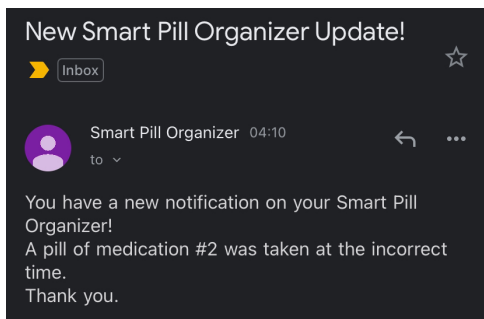 New Smart Pill Organizer Update!
Inbox
Smart Pill Organizer 04:10
to
You have a new notification on your Smart Pill
Organizer!
A pill of medication #2 was taken at the incorrect
time.
Thank you.